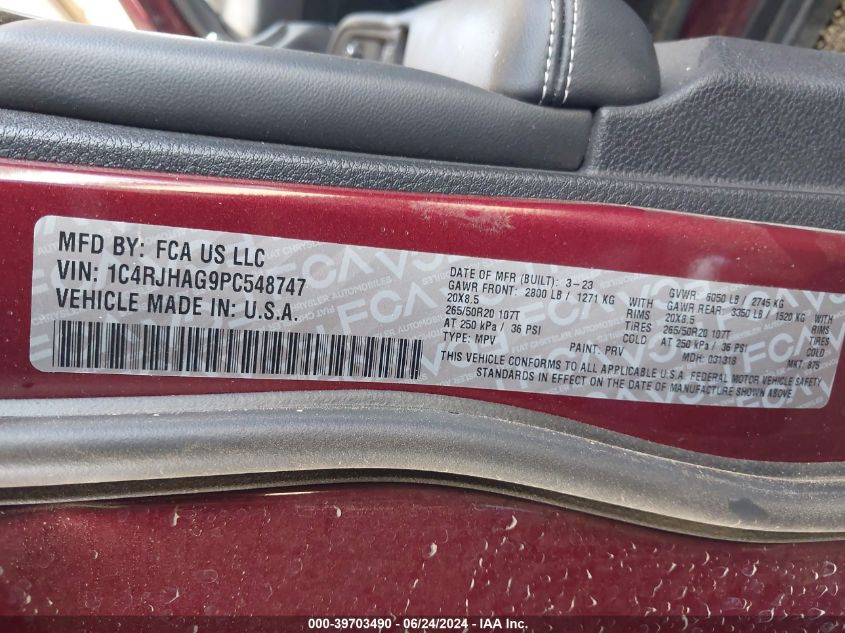 MFD BY: FCA US LLC
VIN: 1C4RJHAG9PC548747
VEHICLE MADE IN: U.S.A.
DATE OF MFR (BUILT): 3-23
GAWR FRONT: 2800 LB / 1271 KG WITH
20X8.5 RIMS
265/50R20 107T TIRES
AT 250 kPa / 36 PSI COLD
TYPE: MPV PAINT: PRV
GVWR: 6050 LB / 2745 KG
GAWR REAR: 3350 LB / 1520 KG WITH
20X8.5 RIMS
265/50R20 107T TIRES
AT 250 kPa / 36 PSI COLD
MDH: 031318 MKT: 875
THIS VEHICLE CONFORMS TO ALL APPLICABLE U.S.A. FEDERAL MOTOR VEHICLE SAFETY
STANDARDS IN EFFECT ON THE DATE OF MANUFACTURE SHOWN ABOVE.
000-39703490 - 06/24/2024 - IAA Inc.